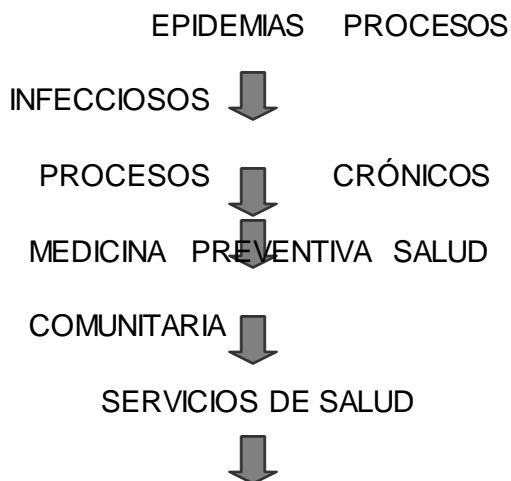 EPIDEMIAS PROCESOS
INFECCIOSOS
PROCESOS CRÓNICOS
MEDICINA PREVENTIVA SALUD
COMUNITARIA
SERVICIOS DE SALUD